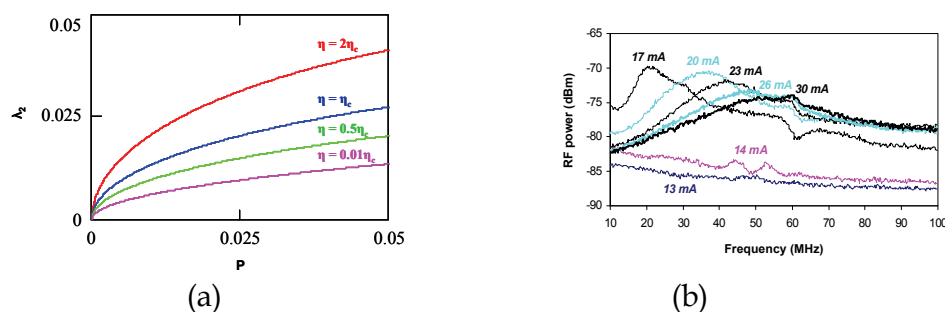 0.05
λ₂
0.025
0
0
0.025
0.05
P
η = 2η_c
η = η_c
η = 0.5η_c
η = 0.01η_c
(a)
RF power (dBm)
-65
-70
-75
-80
-85
-90
17 mA
20 mA
23 mA
26 mA
30 mA
14 mA
13 mA
10 20 30 40 50 60 70 80 90 100
Frequency (MHz)
(b)